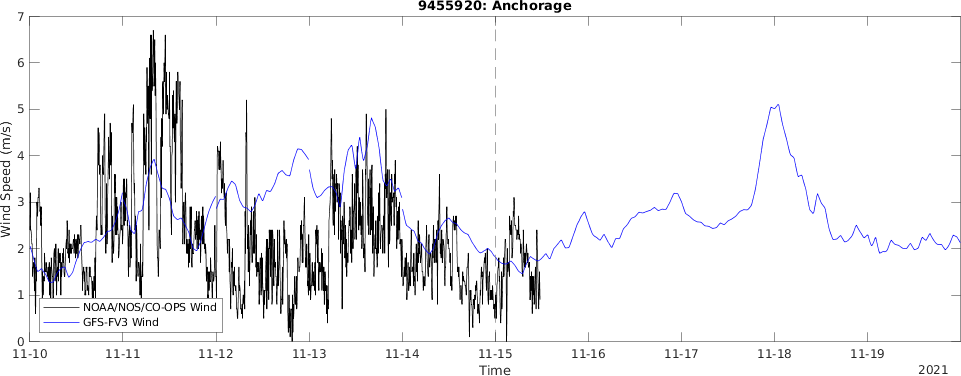 9455920: Anchorage
Wind Speed (m/s)
7
6
5
4
3
2
1
0
NOAA/NOS/CO-OPS Wind
GFS-FV3 Wind
11-10 11-11 11-12 11-13 11-14 11-15 11-16 11-17 11-18 11-19
Time
2021